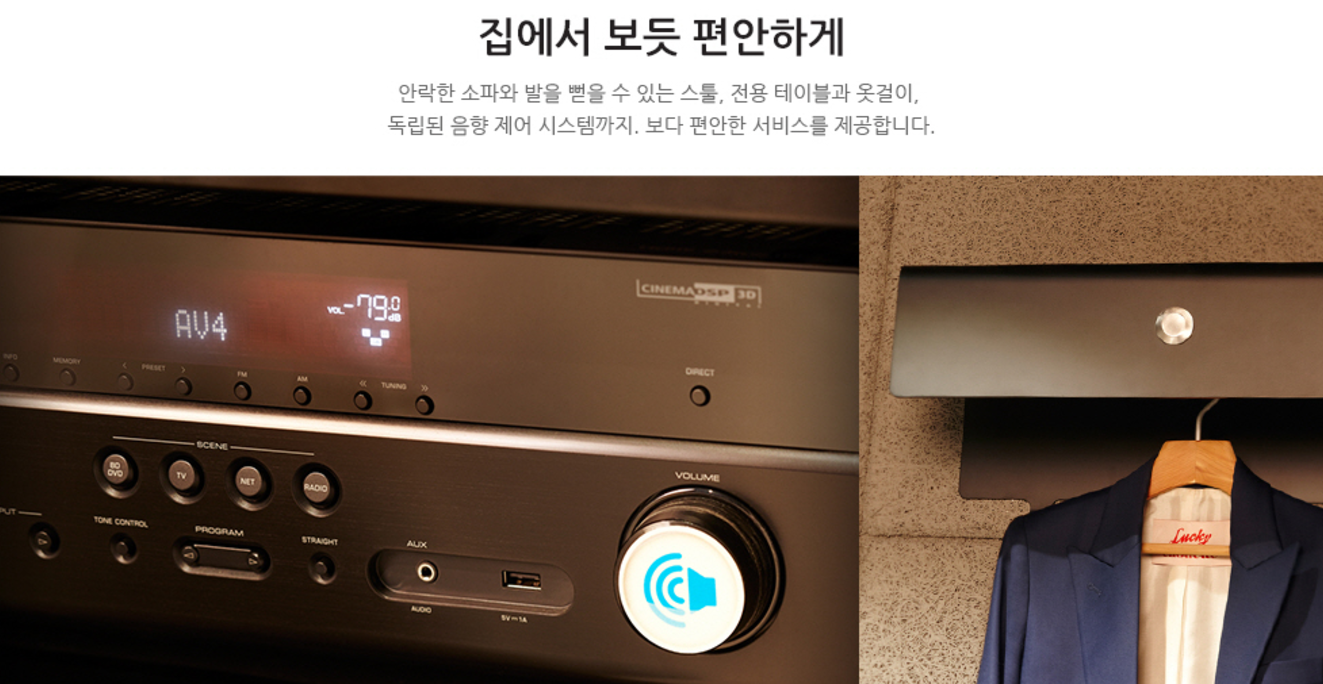 집에서 보듯 편안하게
안락한 소파와 발을 뻗을 수 있는 스툴, 전용 테이블과 옷걸이,
독립된 음향 제어 시스템까지. 보다 편안한 서비스를 제공합니다.
CINEMA DSP 3D
DIGITAL
VOL. -79.0 dB
AV4
INFO MEMORY < PRESET > FM AM << TUNING >>
DIRECT
SCENE
BD DVD TV NET RADIO
VOLUME
PUT
TONE CONTROL PROGRAM STRAIGHT
AUX
AUDIO 5V 1A
Lucky